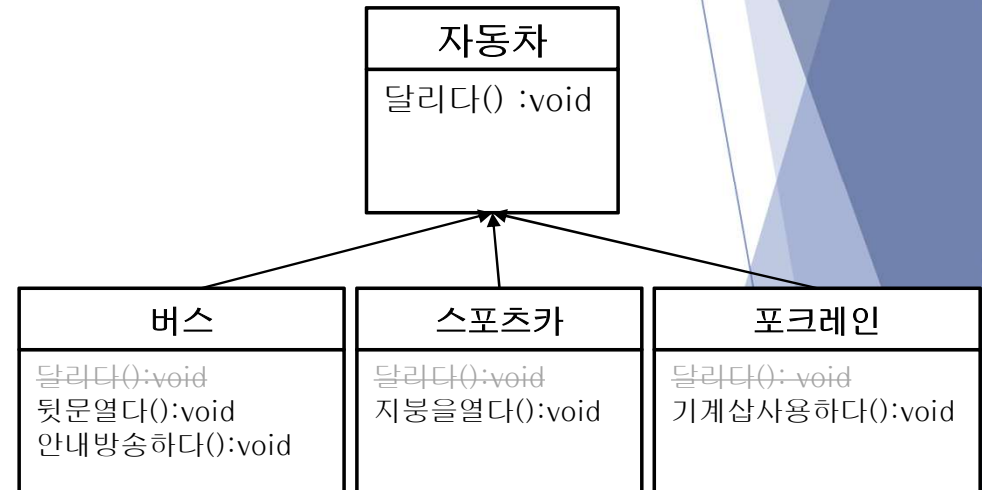 자동차
달리다() :void
버스
달리다():void
뒷문열다():void
안내방송하다():void
스포츠카
달리다():void
지붕을열다():void
포크레인
달리다(): void
기계삽사용하다():void